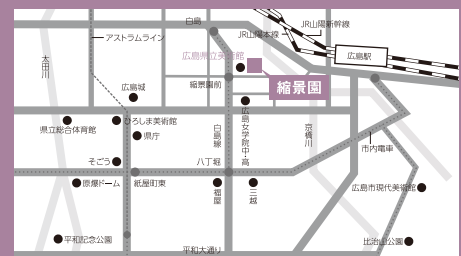 白島
JR山陽新幹線
JR山陽本線
アストラムライン
太田川
広島県立美術館
広島駅
広島城
縮景園前
縮景園
県立総合体育館
ひろしま美術館
県庁
白島線
広島女学院中・高
京橋川
市内電車
そごう
八丁堀
原爆ドーム
紙屋町東
福屋
三越
広島市現代美術館
平和記念公園
平和大通り
比治山公園